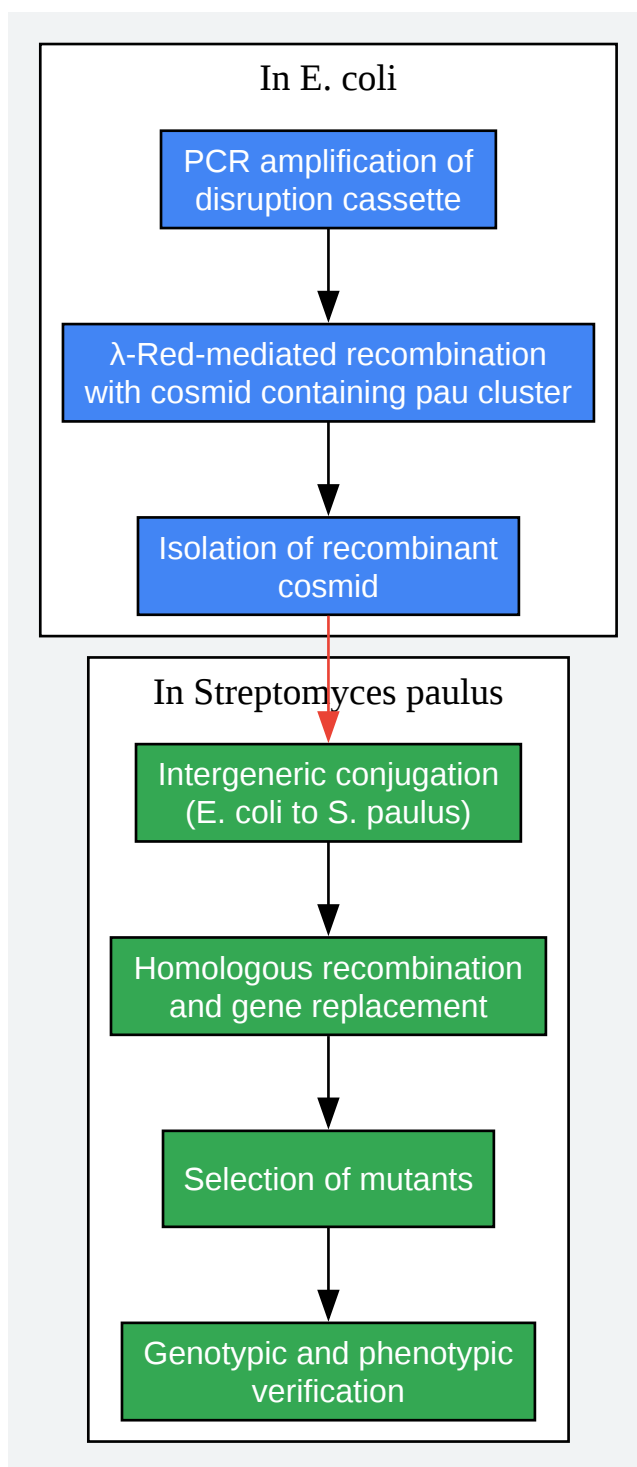 In E. coli
PCR amplification of
disruption cassette
λ-Red-mediated recombination
with cosmid containing pau cluster
Isolation of recombinant
cosmid
In Streptomyces paulus
Intergeneric conjugation
(E. coli to S. paulus)
Homologous recombination
and gene replacement
Selection of mutants
Genotypic and phenotypic
verification